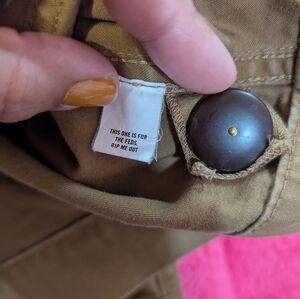 THIS ONE IS FOR
THE FEDS.
RIP ME OUT